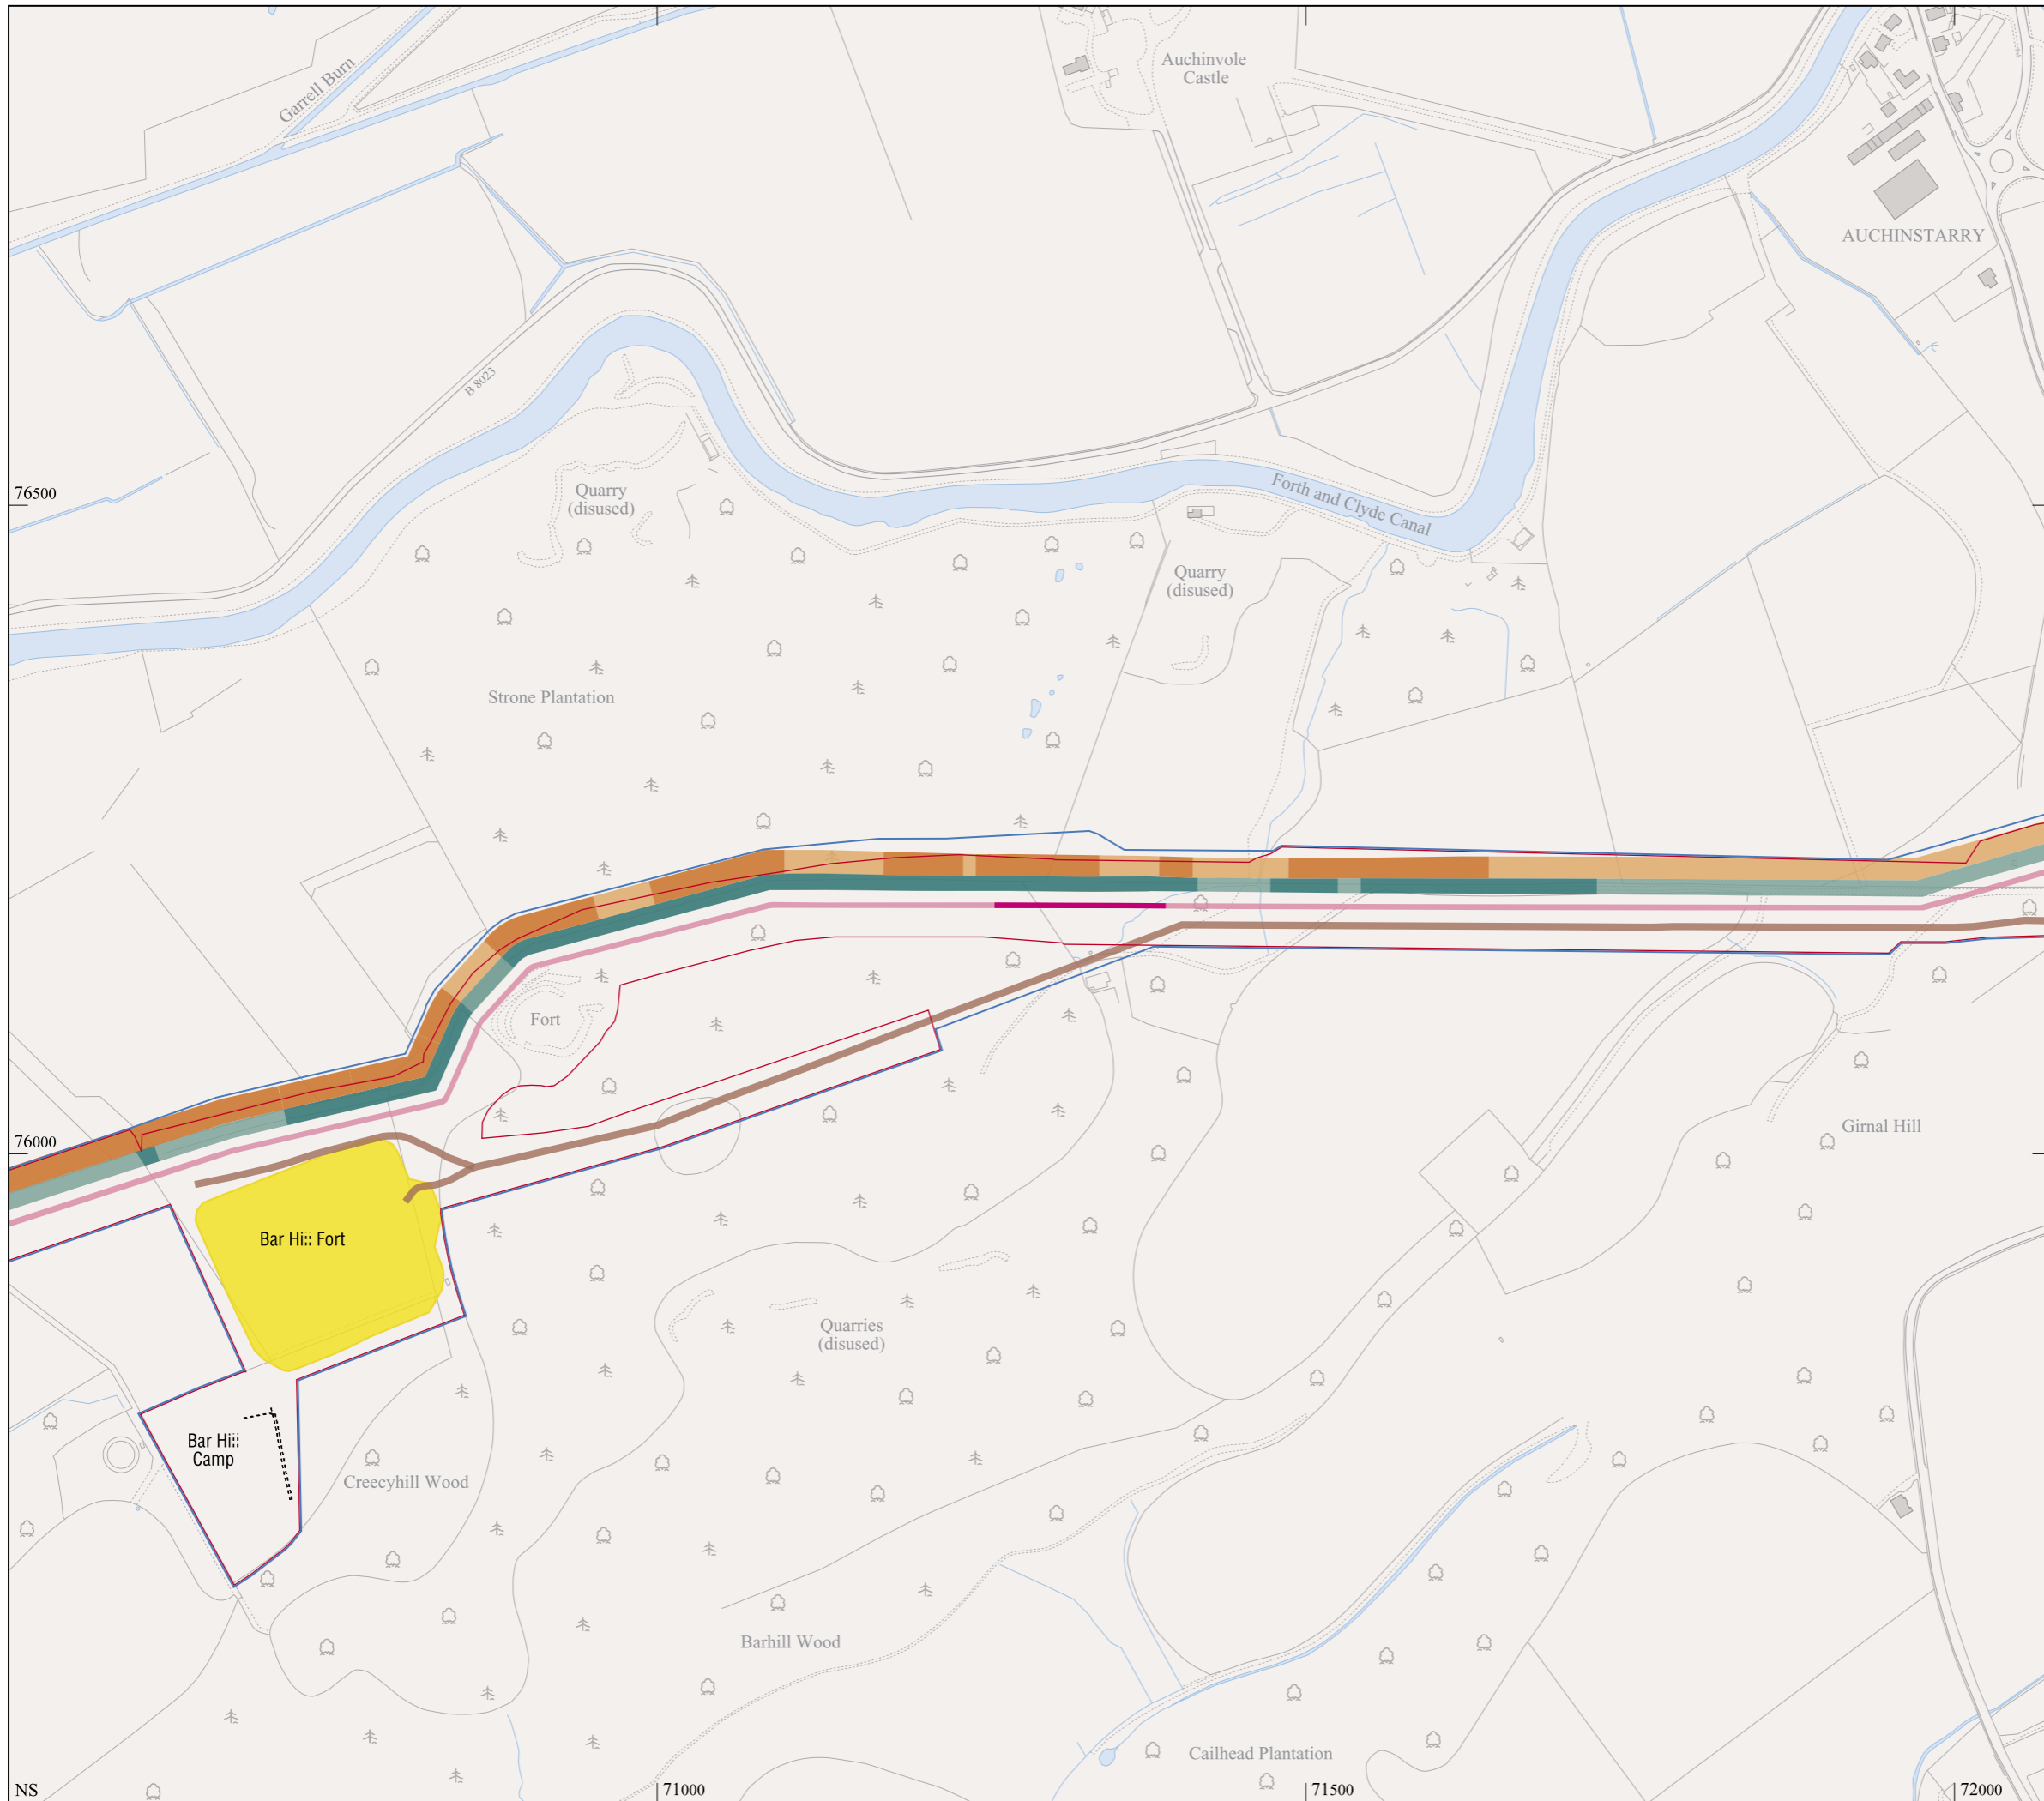 Garrell Burn
Auchinvole
Castle
AUCHINSTARRY
B 8023
76500
Quarry
(disused)
Forth and Clyde Canal
Quarry
(disused)
Strone Plantation
Fort
76000
Girnal Hill
Bar Hill Fort
Quarries
(disused)
Bar Hill
Camp
Creecyhill Wood
Barhill Wood
Cailhead Plantation
NS
71000
71500
72000